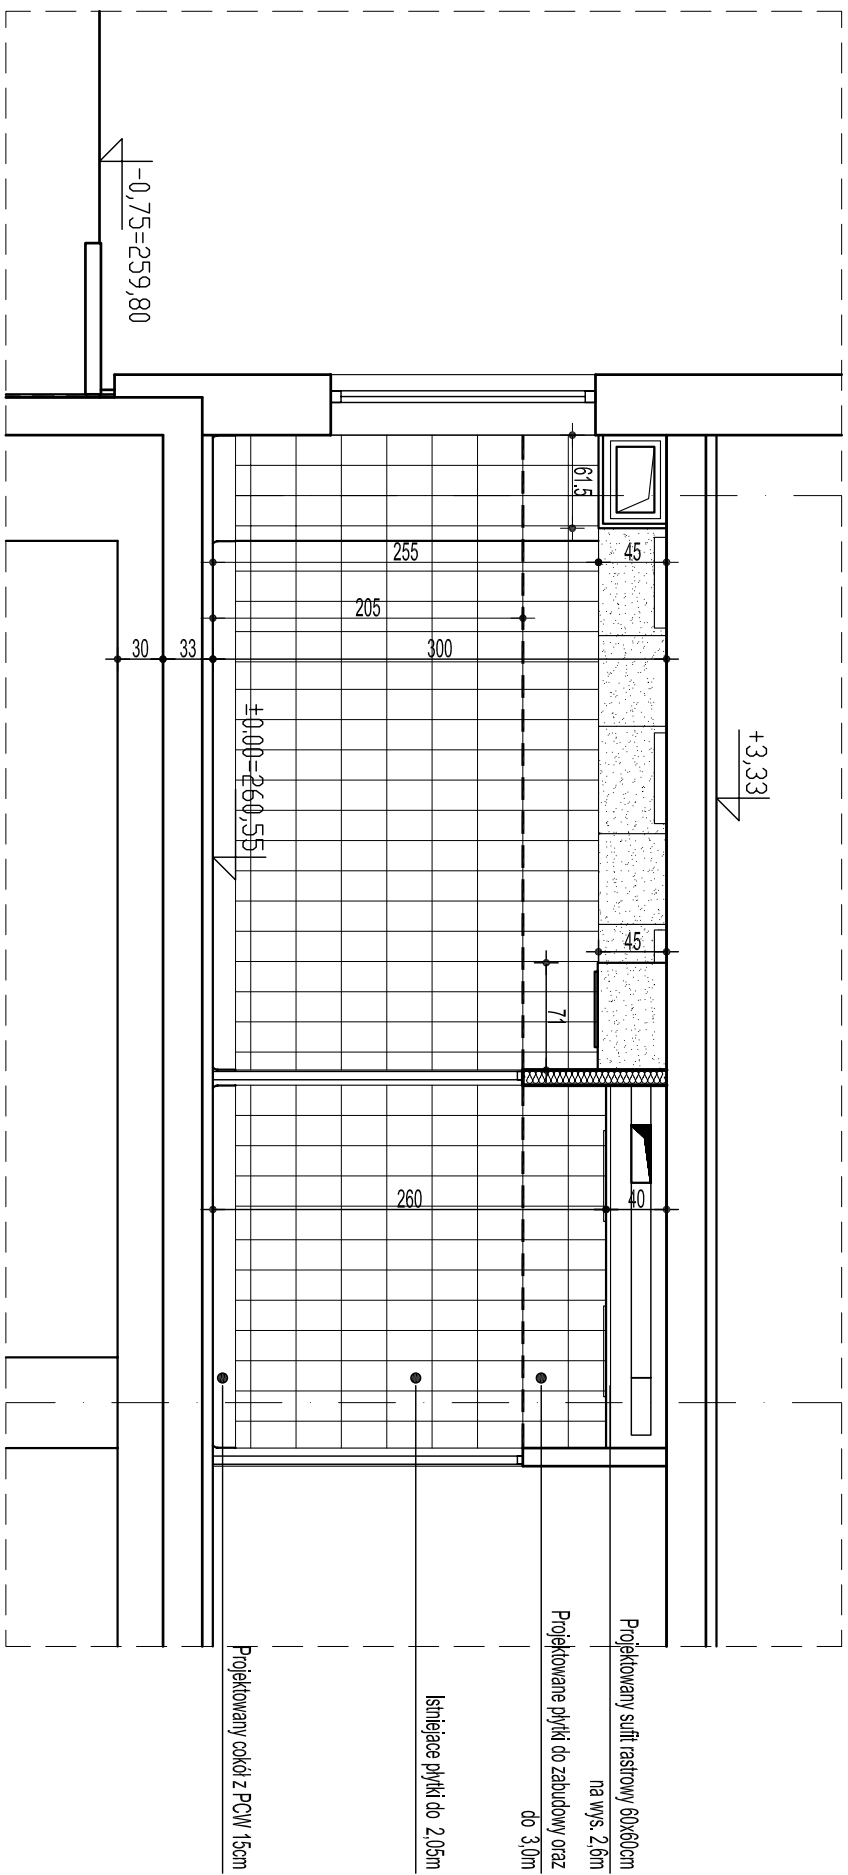 +3,33
-0,75=259,80
±0,00=260,55
61,5
45
255
205
300
33
30
45
71
260
40
Projektowany sufit rastrowy 60x60cm
na wys. 2,6m
Projektowane płytki do zabudowy oraz
do 3,0m
Istniejace płytki do 2,05m
Projektowany cokół z PCW 15cm